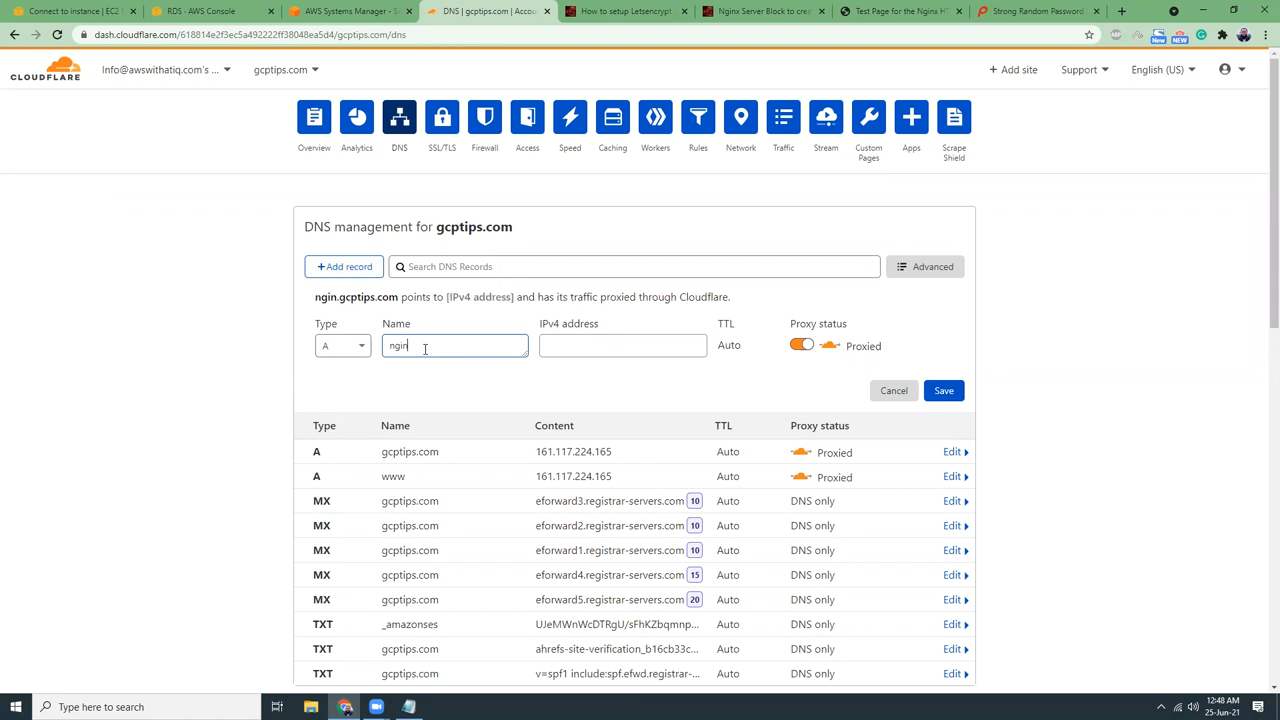 Connect to instance | EC2 |
RDS - AWS Console
AWS Systems Manager - S
DNS | gcptips.com | Accou
How to setup Letsencrypt
Nginx Server Block to cre
Test Page for the Nginx HT
Strong Random Password
dash.cloudflare.com/618814e2f3ec5a492222ff38048ea5d4/gcptips.com/dns
New
New
CLOUDFLARE
Info@awswithatiq.com's ...
gcptips.com
+ Add site
Support
English (US)
Overview
Analytics
DNS
SSL/TLS
Firewall
Access
Speed
Caching
Workers
Rules
Network
Traffic
Stream
Custom
Pages
Apps
Scrape
Shield
DNS management for gcptips.com
+Add record
Search DNS Records
Advanced
ngin.gcptips.com points to [IPv4 address] and has its traffic proxied through Cloudflare.
Type Name IPv4 address TTL Proxy status
A ngin Auto Proxied
Cancel Save
Type Name Content TTL Proxy status
A gcptips.com 161.117.224.165 Auto Proxied Edit
A www 161.117.224.165 Auto Proxied Edit
MX gcptips.com eforward3.registrar-servers.com 10 Auto DNS only Edit
MX gcptips.com eforward2.registrar-servers.com 10 Auto DNS only Edit
MX gcptips.com eforward1.registrar-servers.com 10 Auto DNS only Edit
MX gcptips.com eforward4.registrar-servers.com 15 Auto DNS only Edit
MX gcptips.com eforward5.registrar-servers.com 20 Auto DNS only Edit
TXT _amazonses UJeMWnWcDTRgU/sFhKZbqmnp... Auto DNS only Edit
TXT gcptips.com ahrefs-site-verification_b16cb33c... Auto DNS only Edit
TXT gcptips.com v=spf1 include:spf.efwd.registrar-... Auto DNS only Edit
Type here to search
12:48 AM
25-Jun-21